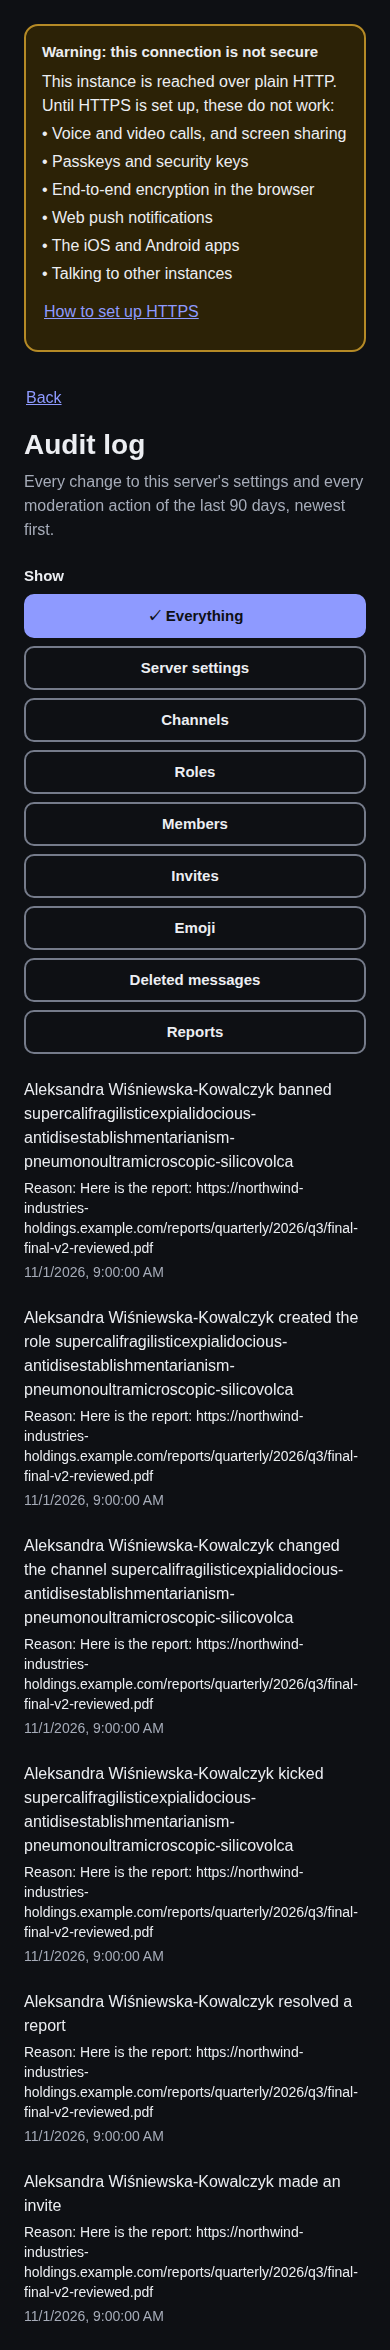 Warning: this connection is not secure
This instance is reached over plain HTTP.
Until HTTPS is set up, these do not work:
• Voice and video calls, and screen sharing
• Passkeys and security keys
• End-to-end encryption in the browser
• Web push notifications
• The iOS and Android apps
• Talking to other instances
How to set up HTTPS
Back
Audit log
Every change to this server's settings and every
moderation action of the last 90 days, newest
first.
Show
✓ Everything
Server settings
Channels
Roles
Members
Invites
Emoji
Deleted messages
Reports
Aleksandra Wiśniewska-Kowalczyk banned
supercalifragilisticexpialidocious-
antidisestablishmentarianism-
pneumonoultramicroscopic-silicovolca
Reason: Here is the report: https://northwind-
industries-
holdings.example.com/reports/quarterly/2026/q3/final-
final-v2-reviewed.pdf
11/1/2026, 9:00:00 AM
Aleksandra Wiśniewska-Kowalczyk created the
role supercalifragilisticexpialidocious-
antidisestablishmentarianism-
pneumonoultramicroscopic-silicovolca
Reason: Here is the report: https://northwind-
industries-
holdings.example.com/reports/quarterly/2026/q3/final-
final-v2-reviewed.pdf
11/1/2026, 9:00:00 AM
Aleksandra Wiśniewska-Kowalczyk changed
the channel supercalifragilisticexpialidocious-
antidisestablishmentarianism-
pneumonoultramicroscopic-silicovolca
Reason: Here is the report: https://northwind-
industries-
holdings.example.com/reports/quarterly/2026/q3/final-
final-v2-reviewed.pdf
11/1/2026, 9:00:00 AM
Aleksandra Wiśniewska-Kowalczyk kicked
supercalifragilisticexpialidocious-
antidisestablishmentarianism-
pneumonoultramicroscopic-silicovolca
Reason: Here is the report: https://northwind-
industries-
holdings.example.com/reports/quarterly/2026/q3/final-
final-v2-reviewed.pdf
11/1/2026, 9:00:00 AM
Aleksandra Wiśniewska-Kowalczyk resolved a
report
Reason: Here is the report: https://northwind-
industries-
holdings.example.com/reports/quarterly/2026/q3/final-
final-v2-reviewed.pdf
11/1/2026, 9:00:00 AM
Aleksandra Wiśniewska-Kowalczyk made an
invite
Reason: Here is the report: https://northwind-
industries-
holdings.example.com/reports/quarterly/2026/q3/final-
final-v2-reviewed.pdf
11/1/2026, 9:00:00 AM